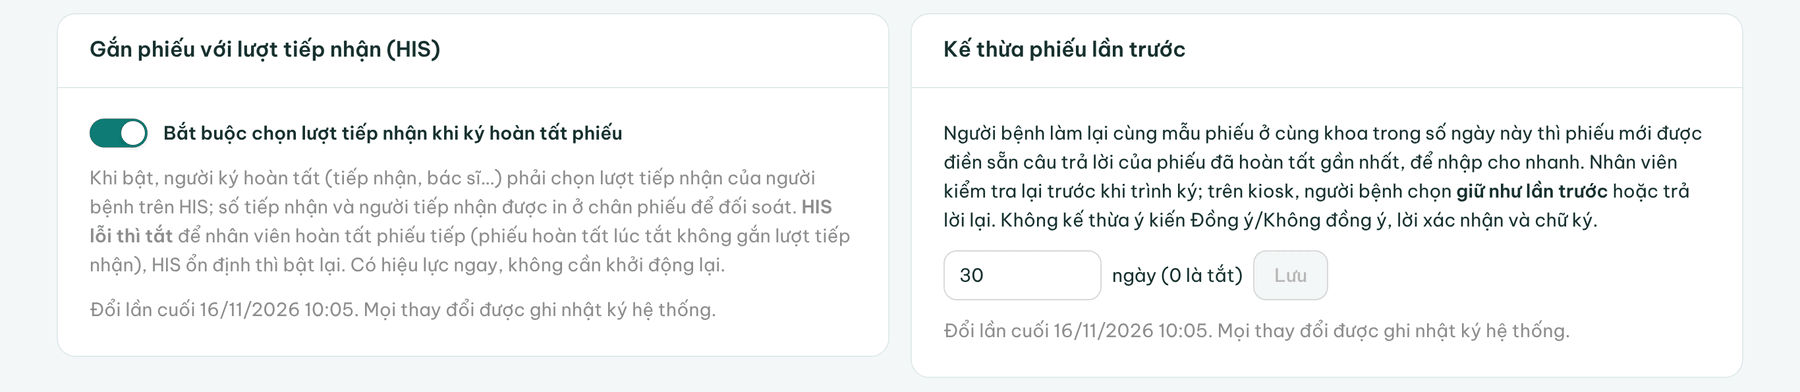 Gắn phiếu với lượt tiếp nhận (HIS)
Bắt buộc chọn lượt tiếp nhận khi ký hoàn tất phiếu
Khi bật, người ký hoàn tất (tiếp nhận, bác sĩ...) phải chọn lượt tiếp nhận của người
bệnh trên HIS; số tiếp nhận và người tiếp nhận được in ở chân phiếu để đối soát. HIS
lỗi thì tắt để nhân viên hoàn tất phiếu tiếp (phiếu hoàn tất lúc tắt không gắn lượt tiếp
nhận), HIS ổn định thì bật lại. Có hiệu lực ngay, không cần khởi động lại.
Đổi lần cuối 16/11/2026 10:05. Mọi thay đổi được ghi nhật ký hệ thống.
Kế thừa phiếu lần trước
Người bệnh làm lại cùng mẫu phiếu ở cùng khoa trong số ngày này thì phiếu mới được
điền sẵn câu trả lời của phiếu đã hoàn tất gần nhất, để nhập cho nhanh. Nhân viên
kiểm tra lại trước khi trình ký; trên kiosk, người bệnh chọn giữ như lần trước hoặc trả
lời lại. Không kế thừa ý kiến Đồng ý/Không đồng ý, lời xác nhận và chữ ký.
30 ngày (0 là tắt) Lưu
Đổi lần cuối 16/11/2026 10:05. Mọi thay đổi được ghi nhật ký hệ thống.